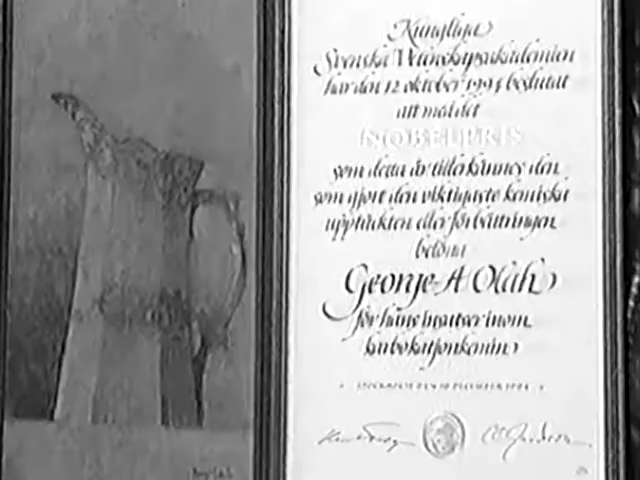 Kungliga
Svenska Vetenskapsakademien
har den 12 oktober 1994 beslutat
att med det
NOBELPRIS
som detta år tillerkännes den
som gjort den viktigaste kemiska
upptäckten eller förbättringen
belöna
George A Olah
för hans insatser inom
karbokatjonkemin
STOCKHOLM DEN 10 DECEMBER 1994